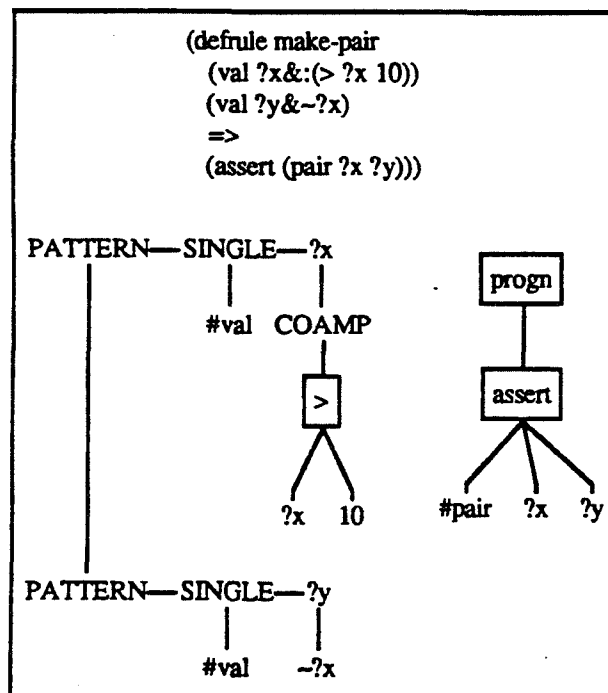 (defrule make-pair
(val ?x&:(> ?x 10))
(val ?y&~?x)
=>
(assert (pair ?x ?y)))
PATTERN SINGLE ?x
progn
#val COAMP
> assert
?x 10 #pair ?x ?y
PATTERN SINGLE ?y
#val ~?x